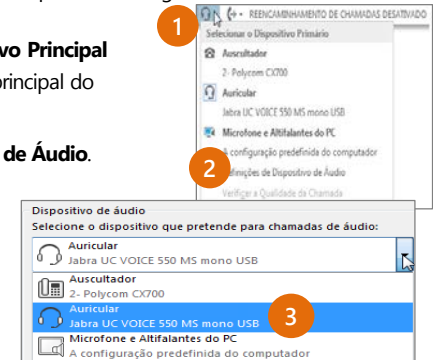 1
REENCAMINHAMENTO DE CHAMADAS DESATIVADO
vo Principal
Selecionar o Dispositivo Primário
Auscultador
principal do
2- Polycom CX700
Auricular
Jabra UC VOICE 550 MS mono USB
Microfone e Altifalantes do PC
de Áudio.
A configuração predefinida do computador
2
efinições de Dispositivo de Áudio
Verificar a Qualidade da Chamada
Dispositivo de áudio
Selecione o dispositivo que pretende para chamadas de áudio:
Auricular
Jabra UC VOICE 550 MS mono USB
Auscultador
2- Polycom CX700
Auricular
Jabra UC VOICE 550 MS mono USB
3
Microfone e Altifalantes do PC
A configuração predefinida do computador